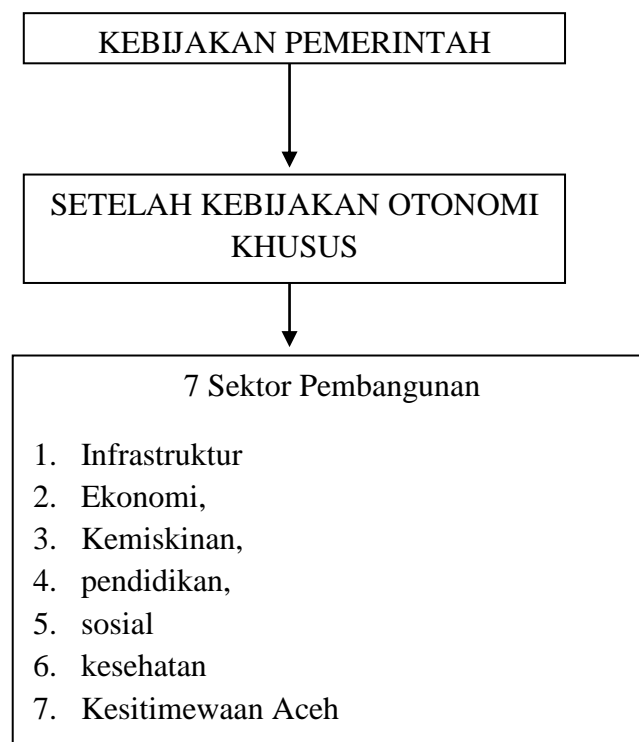 KEBIJAKAN PEMERINTAH
SETELAH KEBIJAKAN OTONOMI
KHUSUS
7 Sektor Pembangunan
1. Infrastruktur
2. Ekonomi,
3. Kemiskinan,
4. pendidikan,
5. sosial
6. kesehatan
7. Kesitimewaan Aceh